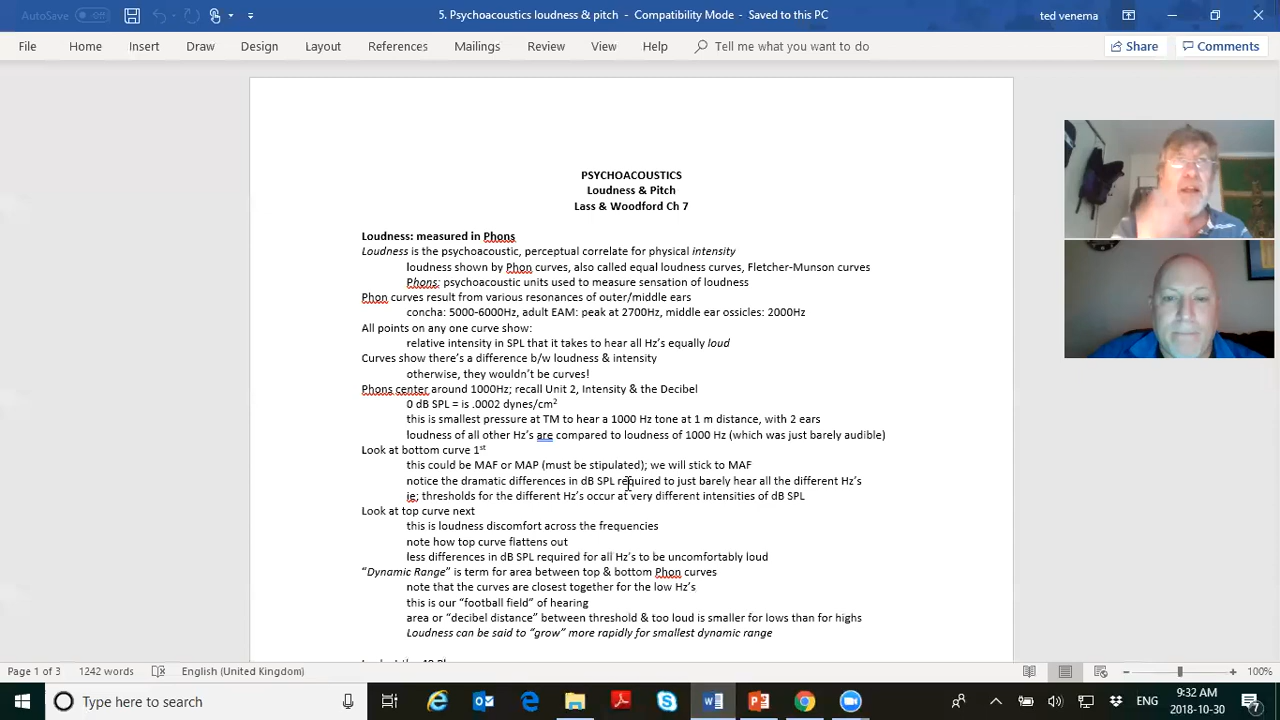 AutoSave
Off
5. Psychoacoustics loudness & pitch - Compatibility Mode - Saved to this PC
ted venema
File Home Insert Draw Design Layout References Mailings Review View Help Tell me what you want to do Share Comments
PSYCHOACOUSTICS
Loudness & Pitch
Lass & Woodford Ch 7
Loudness: measured in Phons
Loudness is the psychoacoustic, perceptual correlate for physical intensity
loudness shown by Phon curves, also called equal loudness curves, Fletcher-Munson curves
Phons: psychoacoustic units used to measure sensation of loudness
Phon curves result from various resonances of outer/middle ears
concha: 5000-6000Hz, adult EAM: peak at 2700Hz, middle ear ossicles: 2000Hz
All points on any one curve show:
relative intensity in SPL that it takes to hear all Hz's equally loud
Curves show there's a difference b/w loudness & intensity
otherwise, they wouldn't be curves!
Phons center around 1000Hz; recall Unit 2, Intensity & the Decibel
0 dB SPL = is .0002 dynes/cm²
this is smallest pressure at TM to hear a 1000 Hz tone at 1 m distance, with 2 ears
loudness of all other Hz's are compared to loudness of 1000 Hz (which was just barely audible)
Look at bottom curve 1st
this could be MAF or MAP (must be stipulated); we will stick to MAF
notice the dramatic differences in dB SPL required to just barely hear all the different Hz's
ie; thresholds for the different Hz's occur at very different intensities of dB SPL
Look at top curve next
this is loudness discomfort across the frequencies
note how top curve flattens out
less differences in dB SPL required for all Hz's to be uncomfortably loud
"Dynamic Range" is term for area between top & bottom Phon curves
note that the curves are closest together for the low Hz's
this is our "football field" of hearing
area or "decibel distance" between threshold & too loud is smaller for lows than for highs
Loudness can be said to "grow" more rapidly for smallest dynamic range
Page 1 of 3 1242 words English (United Kingdom) 100%
Type here to search
ENG
9:32 AM
2018-10-30